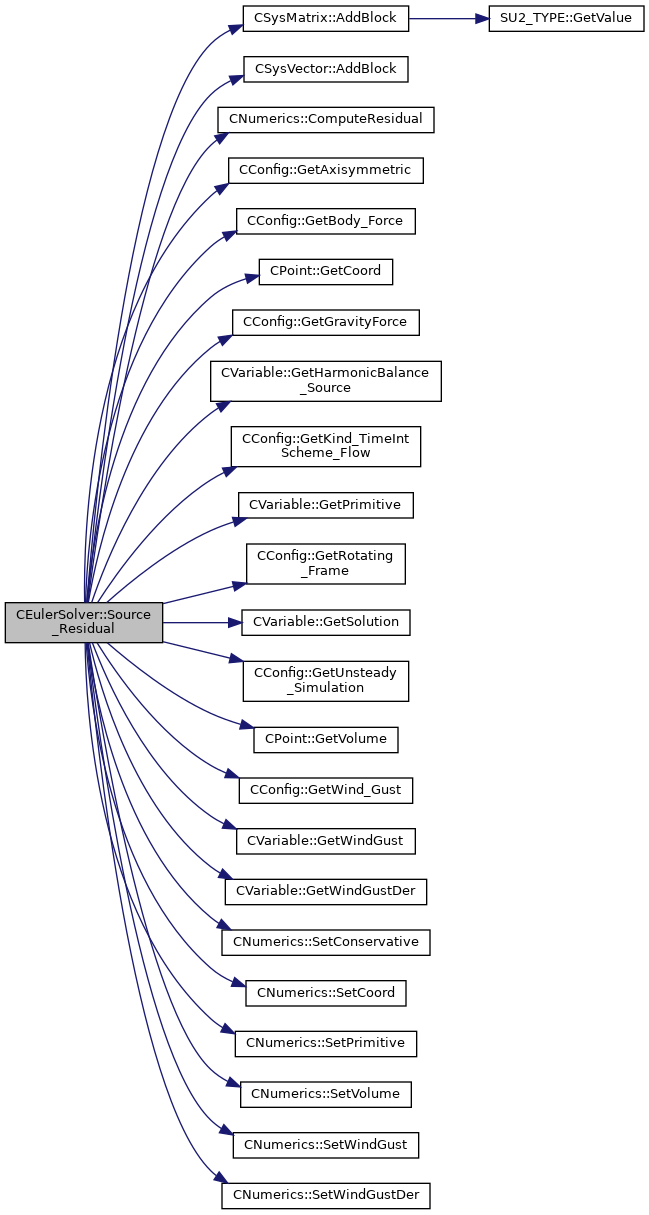 CSysMatrix::AddBlock
SU2_TYPE::GetValue
CSysVector::AddBlock
CNumerics::ComputeResidual
CConfig::GetAxisymmetric
CConfig::GetBody_Force
CPoint::GetCoord
CConfig::GetGravityForce
CVariable::GetHarmonicBalance
_Source
CConfig::GetKind_TimeInt
Scheme_Flow
CVariable::GetPrimitive
CConfig::GetRotating
_Frame
CEulerSolver::Source
_Residual
CVariable::GetSolution
CConfig::GetUnsteady
_Simulation
CPoint::GetVolume
CConfig::GetWind_Gust
CVariable::GetWindGust
CVariable::GetWindGustDer
CNumerics::SetConservative
CNumerics::SetCoord
CNumerics::SetPrimitive
CNumerics::SetVolume
CNumerics::SetWindGust
CNumerics::SetWindGustDer